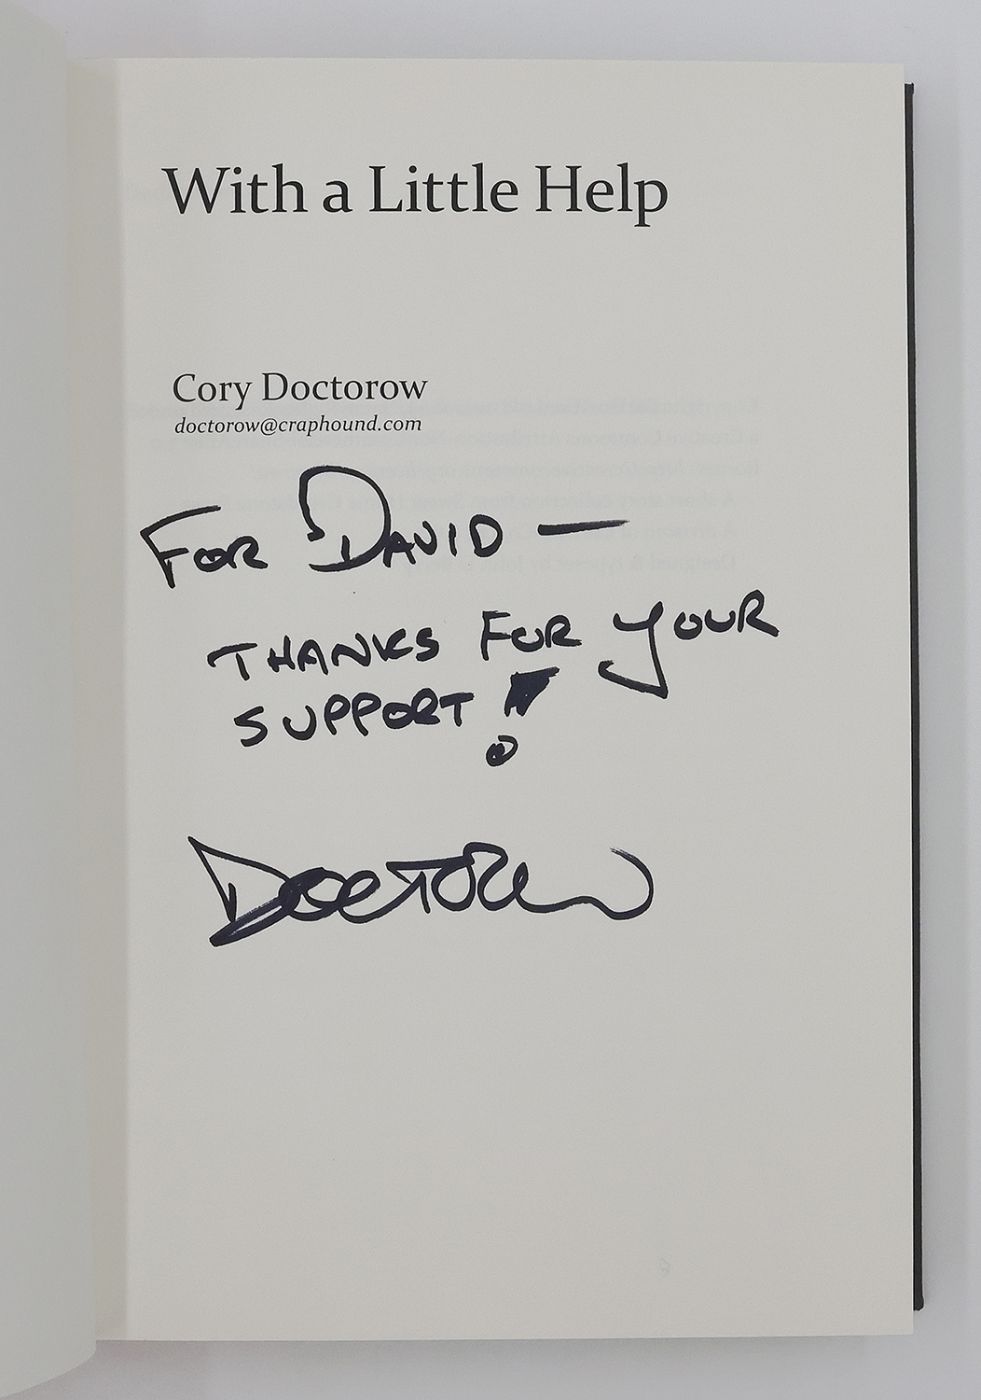 With a Little Help
Cory Doctorow
doctorow@craphound.com
FOR DAVID —
THANKS FOR YOUR
SUPPORT!
DOCTOROW